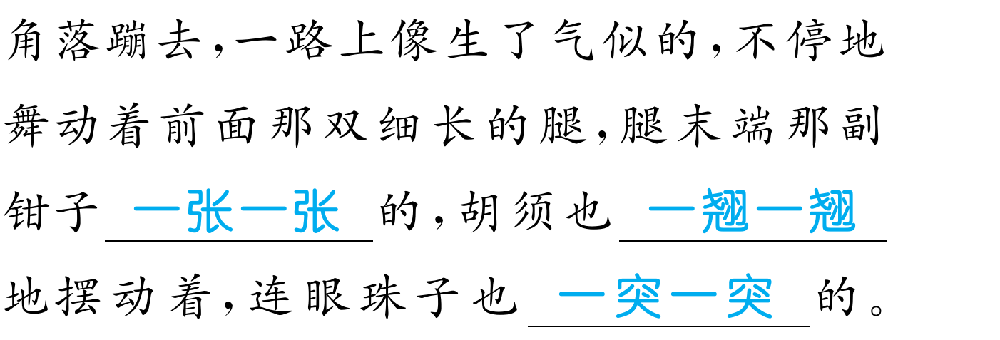 角落蹦去,一路上像生了气似的,不停地
舞动着前面那双细长的腿,腿末端那副
钳子 一张一张 的,胡须也 一翘一翘
地摆动着,连眼珠子也 一突一突 的。